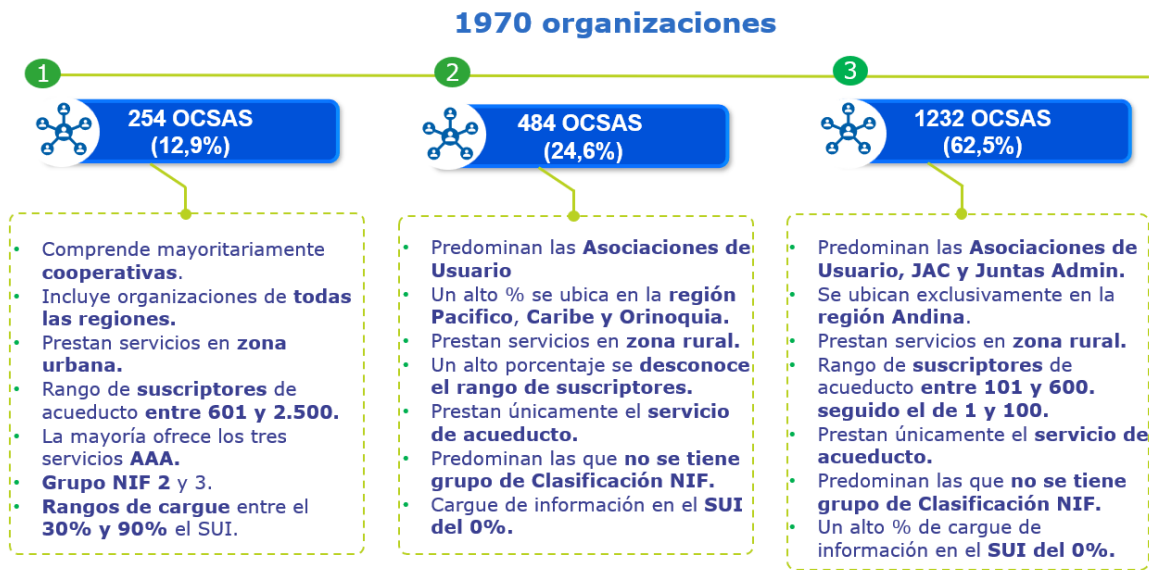 1970 organizaciones
1
254 OCSAS
(12,9%)
• Comprende mayoritariamente
cooperativas.
• Incluye organizaciones de todas
las regiones.
• Prestan servicios en zona
urbana.
• Rango de suscriptores de
acueducto entre 601 y 2.500.
• La mayoría ofrece los tres
servicios AAA.
• Grupo NIF 2 y 3.
• Rangos de cargue entre el
30% y 90% el SUI.
2
484 OCSAS
(24,6%)
• Predominan las Asociaciones de
Usuario
• Un alto % se ubica en la región
Pacifico, Caribe y Orinoquia.
• Prestan servicios en zona rural.
• Un alto porcentaje se desconoce
el rango de suscriptores.
• Prestan únicamente el servicio
de acueducto.
• Predominan las que no se tiene
grupo de Clasificación NIF.
• Cargue de información en el SUI
del 0%.
3
1232 OCSAS
(62,5%)
• Predominan las Asociaciones de
Usuario, JAC y Juntas Admin.
• Se ubican exclusivamente en la
región Andina.
• Prestan servicios en zona rural.
• Rango de suscriptores de
acueducto entre 101 y 600.
seguido el de 1 y 100.
• Prestan únicamente el servicio de
acueducto.
• Predominan las que no se tiene
grupo de Clasificación NIF.
• Un alto % de cargue de
información en el SUI del 0%.